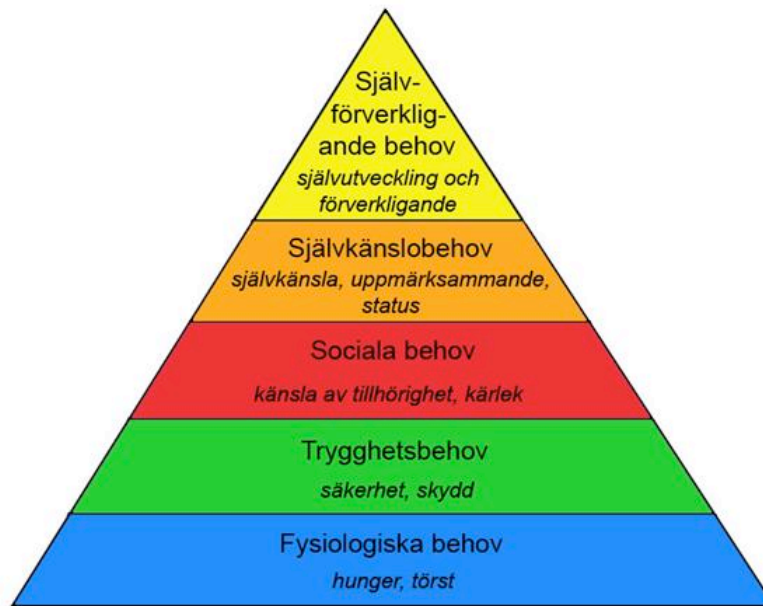 Själv-
förverklig-
ande behov
självutveckling och
förverkligande
Självkänslobehov
självkänsla, uppmärksammande,
status
Sociala behov
känsla av tillhörighet, kärlek
Trygghetsbehov
säkerhet, skydd
Fysiologiska behov
hunger, törst